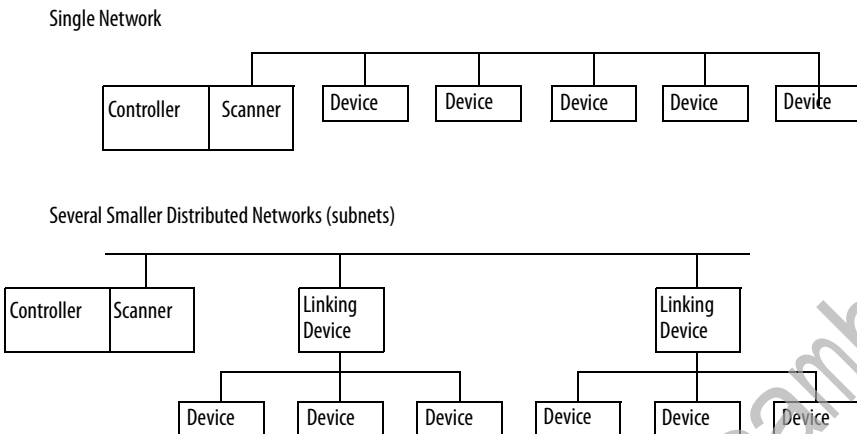 Single Network
Controller Scanner Device Device Device Device Device
Several Smaller Distributed Networks (subnets)
Controller Scanner Linking Device Linking Device
Device Device Device Device Device Device